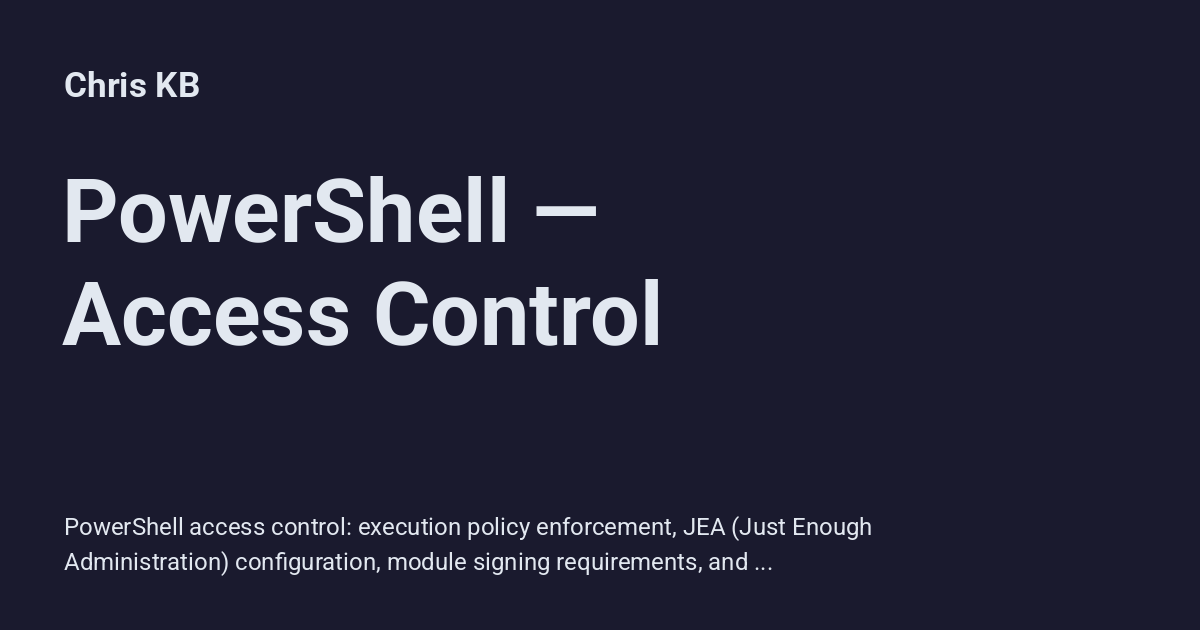 Chris KB
PowerShell —
Access Control
PowerShell access control: execution policy enforcement, JEA (Just Enough
Administration) configuration, module signing requirements, and ...